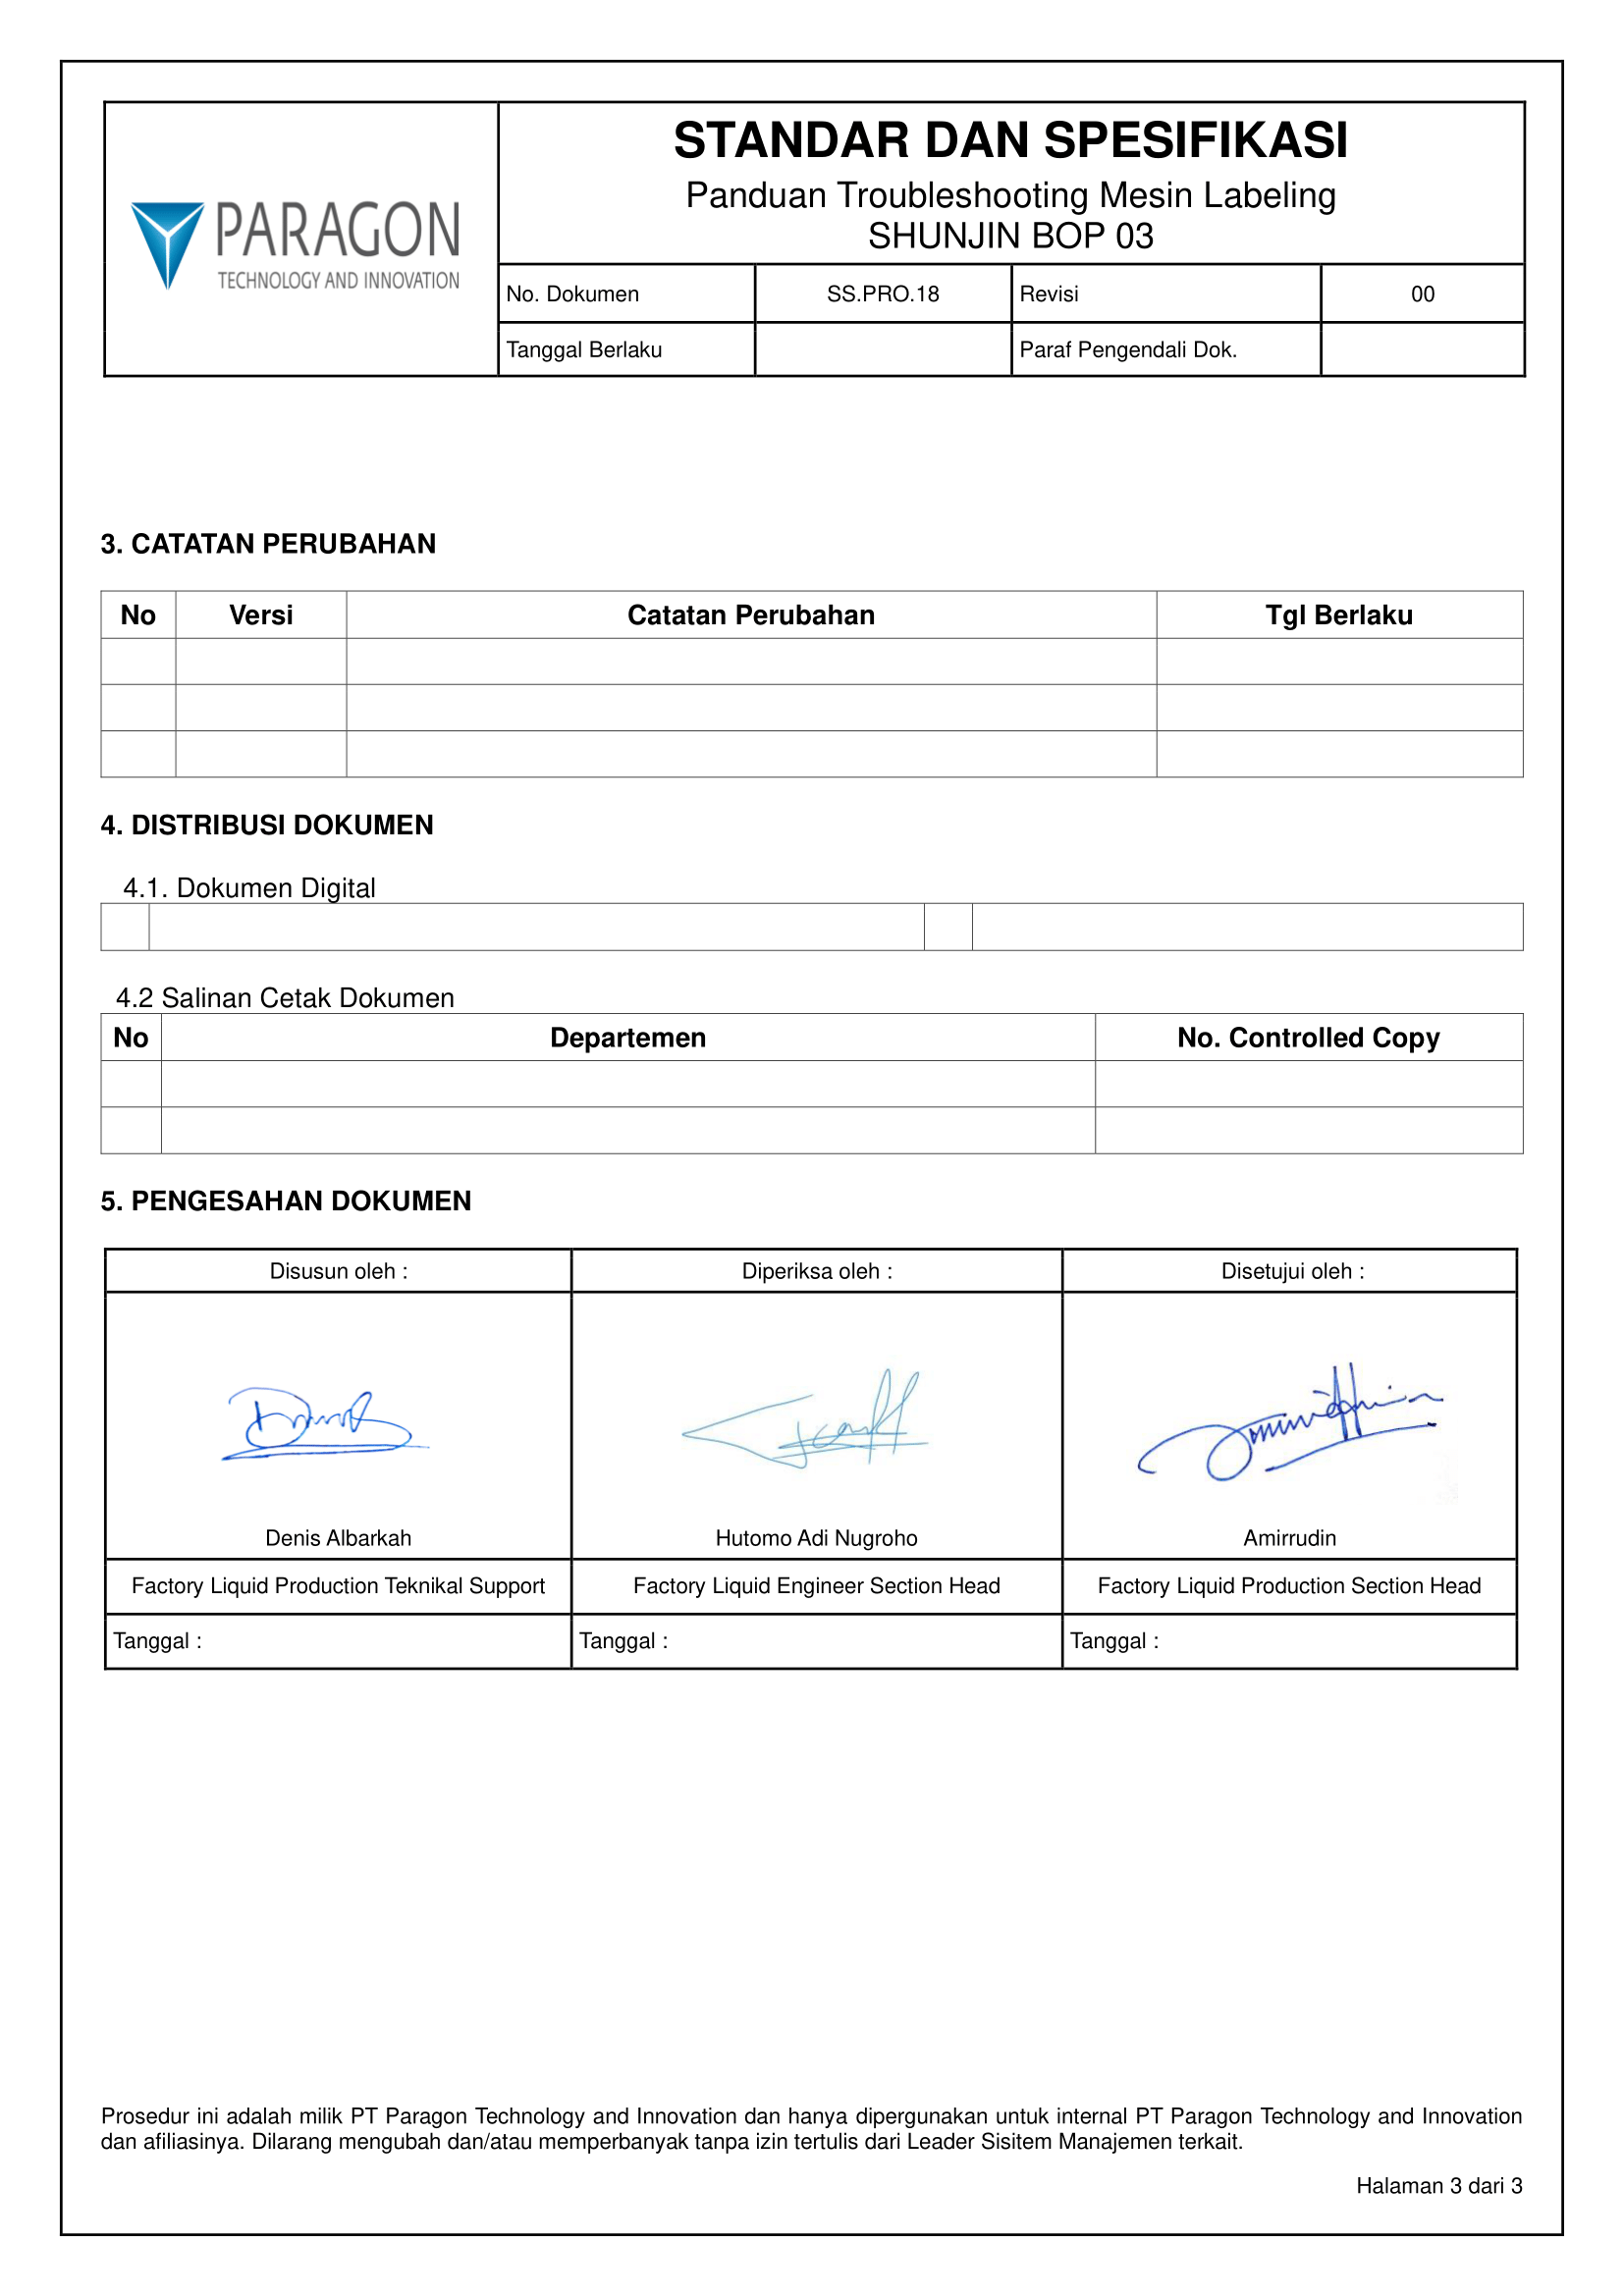 PARAGON
TECHNOLOGY AND INNOVATION
STANDAR DAN SPESIFIKASI
Panduan Troubleshooting Mesin Labeling
SHUNJIN BOP 03
No. Dokumen SS.PRO.18 Revisi 00
Tanggal Berlaku Paraf Pengendali Dok.
3. CATATAN PERUBAHAN
No Versi Catatan Perubahan Tgl Berlaku
4. DISTRIBUSI DOKUMEN
4.1. Dokumen Digital
4.2 Salinan Cetak Dokumen
No Departemen No. Controlled Copy
5. PENGESAHAN DOKUMEN
Disusun oleh : Diperiksa oleh : Disetujui oleh :
Denis Albarkah Hutomo Adi Nugroho Amirrudin
Factory Liquid Production Teknikal Support Factory Liquid Engineer Section Head Factory Liquid Production Section Head
Tanggal : Tanggal : Tanggal :
Prosedur ini adalah milik PT Paragon Technology and Innovation dan hanya dipergunakan untuk internal PT Paragon Technology and Innovation
dan afiliasinya. Dilarang mengubah dan/atau memperbanyak tanpa izin tertulis dari Leader Sisitem Manajemen terkait.
Halaman 3 dari 3